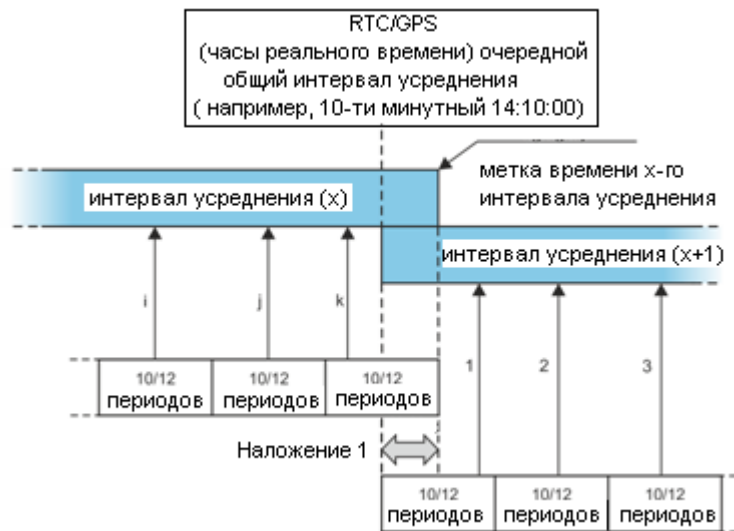 RTC/GPS
(часы реального времени) очередной
общий интервал усреднения
( например, 10-ти минутный 14:10:00)
метка времени х-го
интервала усреднения
интервал усреднения (x)
интервал усреднения (x+1)
i
j
k
1
2
3
10/12
периодов
10/12
периодов
10/12
периодов
Наложение 1
10/12
периодов
10/12
периодов
10/12
периодов